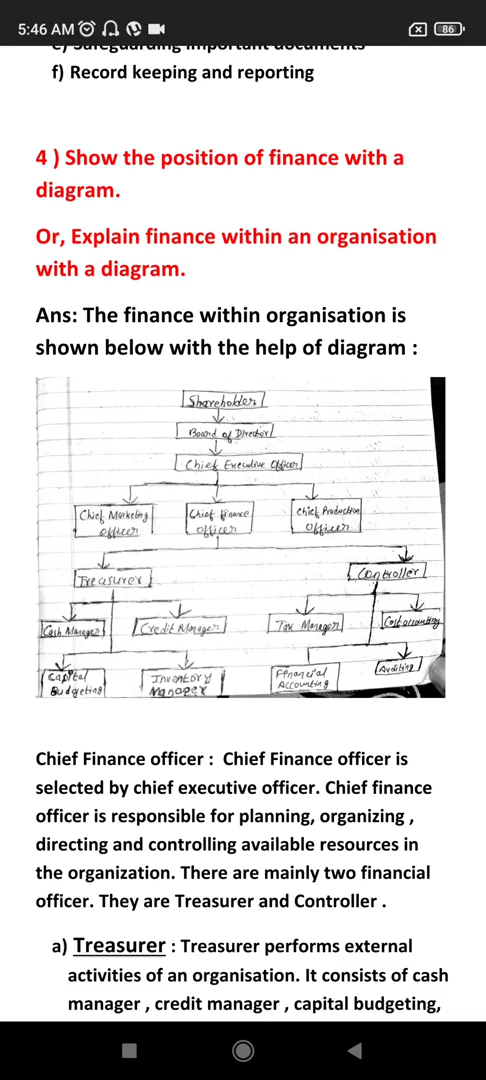 5:46 AM
86
e) Safeguarding important documents
f) Record keeping and reporting
4 ) Show the position of finance with a
diagram.
Or, Explain finance within an organisation
with a diagram.
Ans: The finance within organisation is
shown below with the help of diagram :
Shareholder
Board of Director
Chief Executive Officer
Chief Marketing
officer
Chief finance
officer
Chief Production
Officer
Treasurer
Controller
Cash Manager
Credit Manager
Tax Manager
Cost accounting
Capital
Budgeting
Inventory
Manager
Financial
Accounting
Auditing
Chief Finance officer :  Chief Finance officer is
selected by chief executive officer. Chief finance
officer is responsible for planning, organizing ,
directing and controlling available resources in
the organization. There are mainly two financial
officer. They are Treasurer and Controller .
a) Treasurer : Treasurer performs external
activities of an organisation. It consists of cash
manager , credit manager , capital budgeting,